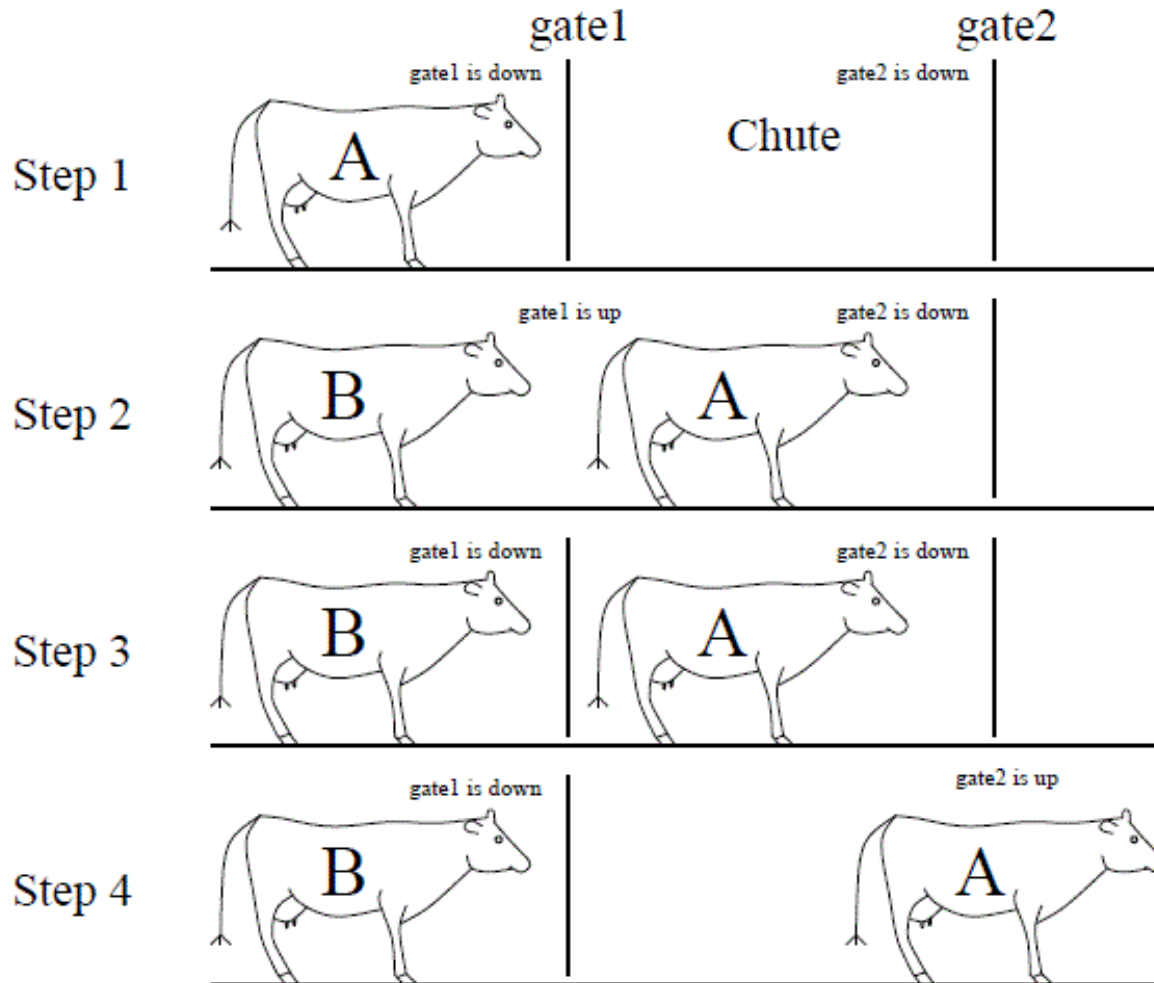 gate1 gate2
gate1 is down gate2 is down
Step 1 A Chute
gate1 is up gate2 is down
Step 2 B A
gate1 is down gate2 is down
Step 3 B A
gate1 is down gate2 is up
Step 4 B A